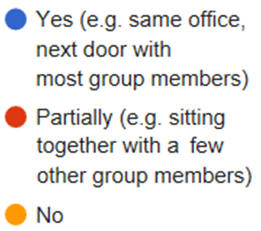 Yes (e.g. same office,
next door with
most group members)
Partially (e.g. sitting
together with a few
other group members)
No